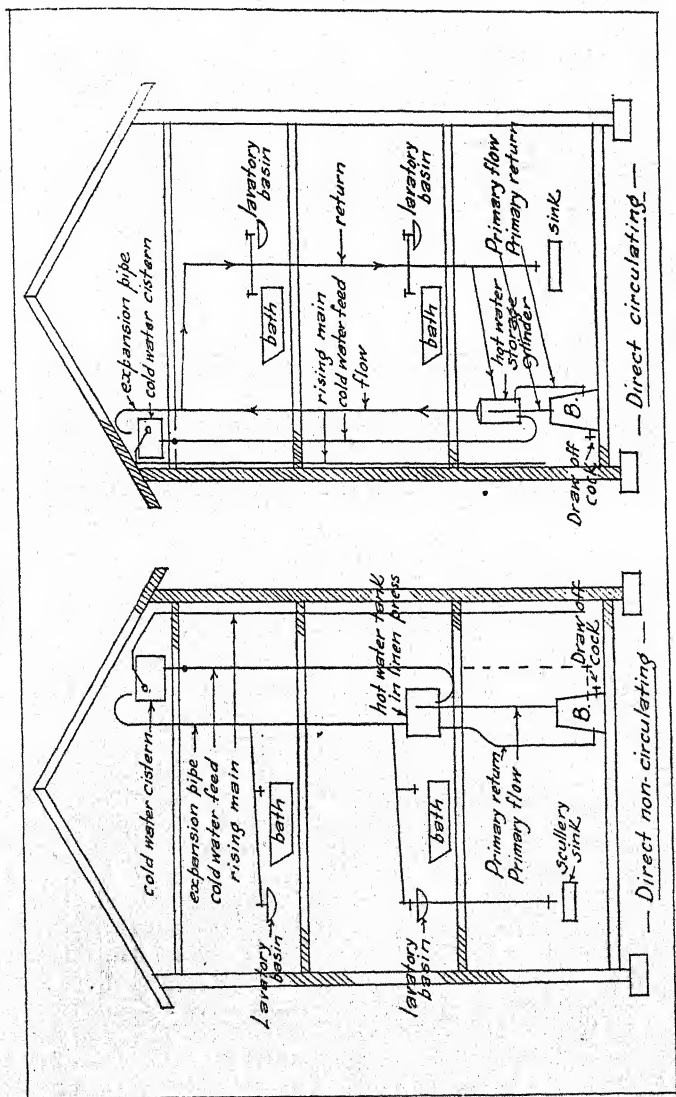 expansion pipe
cold water cistern
lavatory
basin
bath
return
rising main
cold water feed
flow
lavatory
basin
bath
Primary flow
Primary return
hot water
storage
cylinder
sink
B.
Draw off
cock
— Direct circulating —
cold water cistern
expansion pipe
cold water feed
rising main
Lavatory
basin
bath
hot water tank
in linen press
lavatory
basin
bath
Primary return
Primary flow
Scullery
sink
B.
Draw off
cock
— Direct non-circulating —